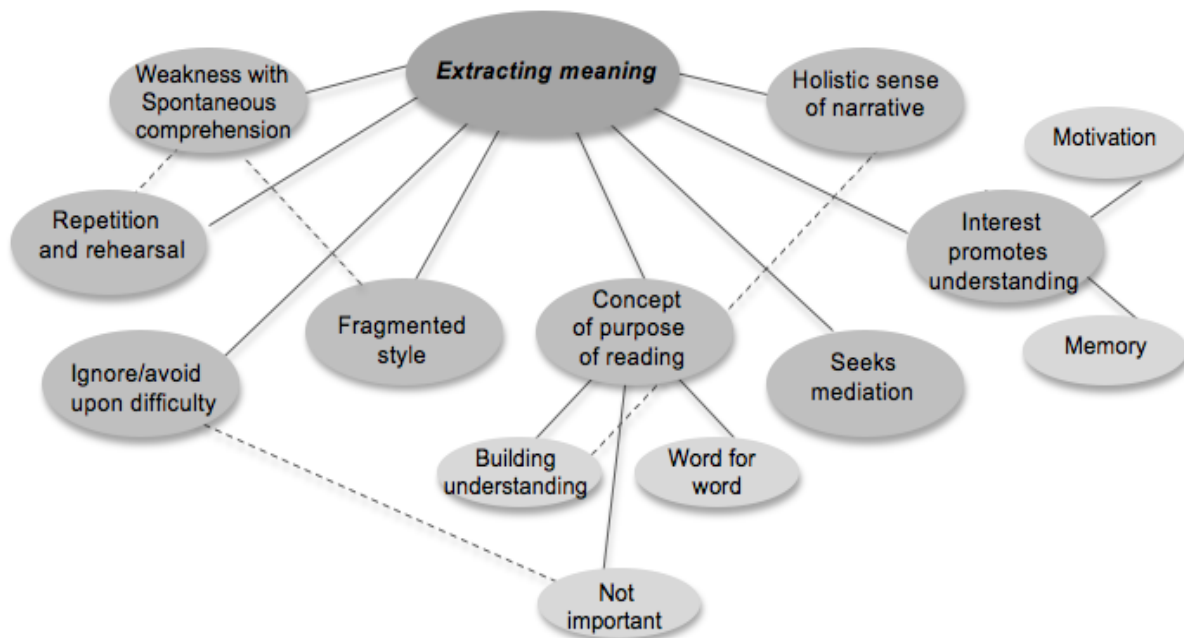 Extracting meaning
Weakness with
Spontaneous
comprehension
Holistic sense
of narrative
Motivation
Repetition
and rehearsal
Interest
promotes
understanding
Fragmented
style
Concept
of purpose
of reading
Memory
Ignore/avoid
upon difficulty
Seeks
mediation
Building
understanding
Word for
word
Not
important